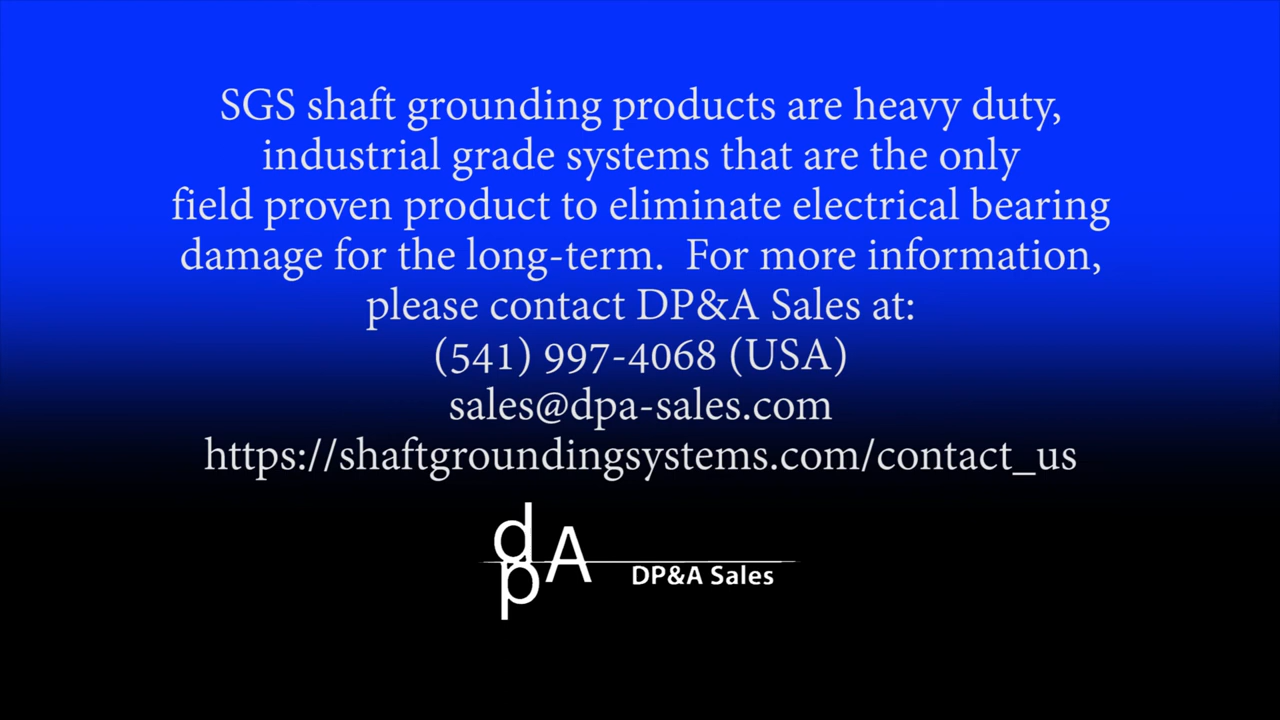 SGS shaft grounding products are heavy duty,
industrial grade systems that are the only
field proven product to eliminate electrical bearing
damage for the long-term.  For more information,
please contact DP&A Sales at:
(541) 997-4068 (USA)
sales@dpa-sales.com
https://shaftgroundingsystems.com/contact_us
d
p A
DP&A Sales